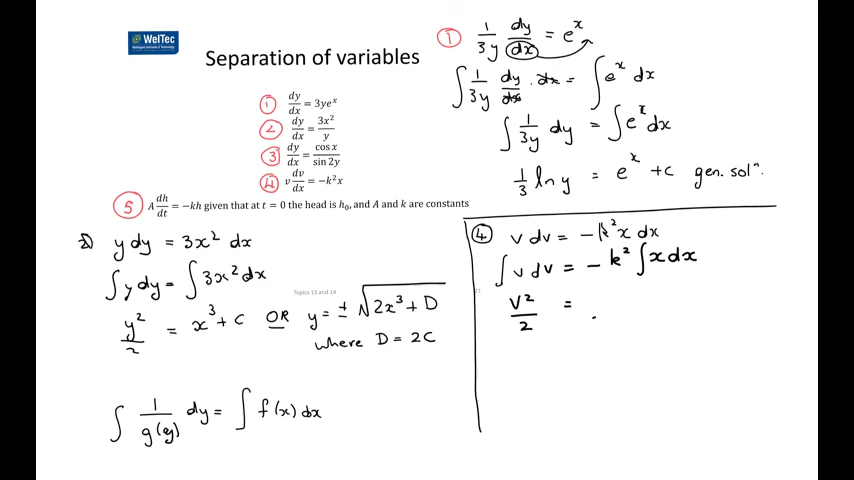 WelTec
Wellington Institute of Technology
Separation of variables
① dy/dx = 3ye^x
② dy/dx = 3x²/y
③ dy/dx = cos x / sin 2y
④ v dv/dx = −k²x
⑤ A dh/dt = −kh given that at t = 0 the head is h₀, and A and k are constants
① 1/3y dy/dx = e^x
∫ 1/3y dy/dx . dx = ∫ e^x dx
∫ 1/3y dy = ∫ e^x dx
1/3 ln y = e^x + c gen. solⁿ.
2) y dy = 3x² dx
∫ y dy = ∫ 3x² dx
y²/2 = x³ + C OR y = ± √(2x³ + D)
where D = 2C
Topics 13 and 14
21
∫ 1/g(y) dy = ∫ f(x) dx
④ v dv = −k² x dx
∫ v dv = −k² ∫ x dx
v²/2 = .